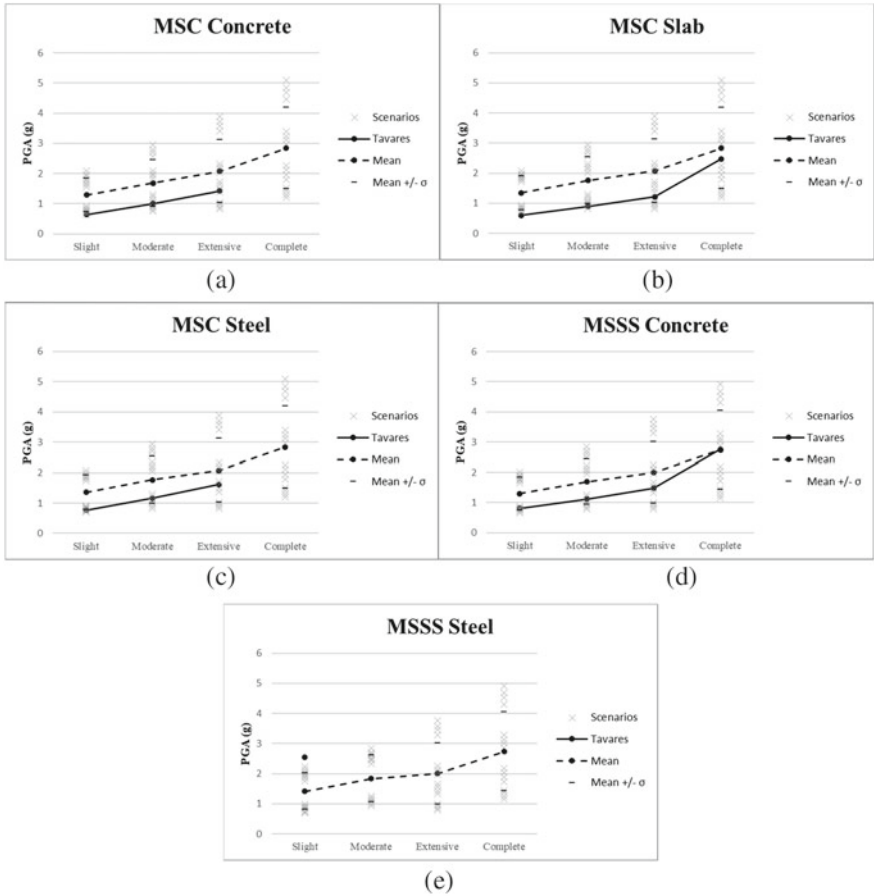 MSC Concrete
6
5
4
3
2
1
0
PGA (g)
Slight Moderate Extensive Complete
Scenarios
Tavares
Mean
Mean +/- σ
(a)
MSC Slab
6
5
4
3
2
1
0
PGA (g)
Slight Moderate Extensive Complete
Scenarios
Tavares
Mean
Mean +/- σ
(b)
MSC Steel
6
5
4
3
2
1
0
PGA (g)
Slight Moderate Extensive Complete
Scenarios
Tavares
Mean
Mean +/- σ
(c)
MSSS Concrete
6
5
4
3
2
1
0
PGA (g)
Slight Moderate Extensive Complete
Scenarios
Tavares
Mean
Mean +/- σ
(d)
MSSS Steel
6
5
4
3
2
1
0
PGA (g)
Slight Moderate Extensive Complete
Scenarios
Tavares
Mean
Mean +/- σ
(e)